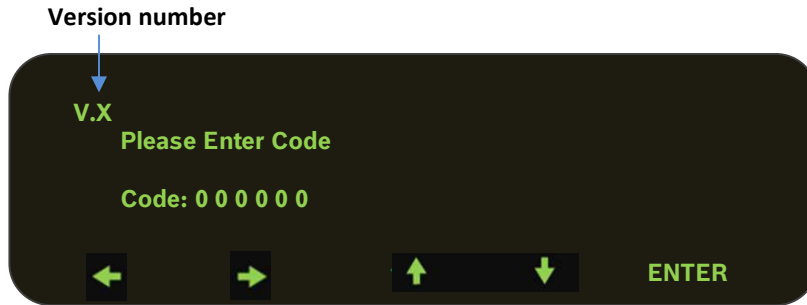 Version number
V.X
Please Enter Code
Code: 0 0 0 0 0 0
ENTER